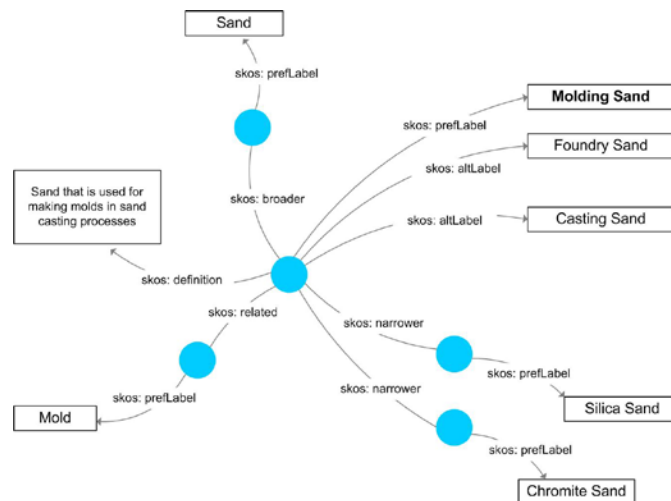 Sand
skos: prefLabel
Molding Sand
skos: prefLabel
Foundry Sand
skos: altLabel
Sand that is used for
making molds in sand
casting processes
skos: broader
Casting Sand
skos: altLabel
skos: definition
skos: related
skos: narrower
skos: prefLabel
skos: narrower
skos: prefLabel
Silica Sand
Mold
skos: prefLabel
Chromite Sand